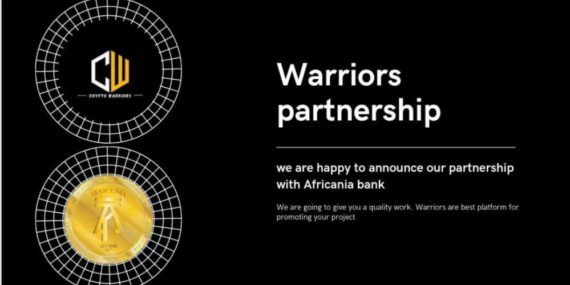 CW
CRYPTO WARRIORS
AFRICANIA
Warriors
partnership
we are happy to announce our partnership
with Africania bank
We are going to give you a quality work. Warriors are best platform for
promoting your project